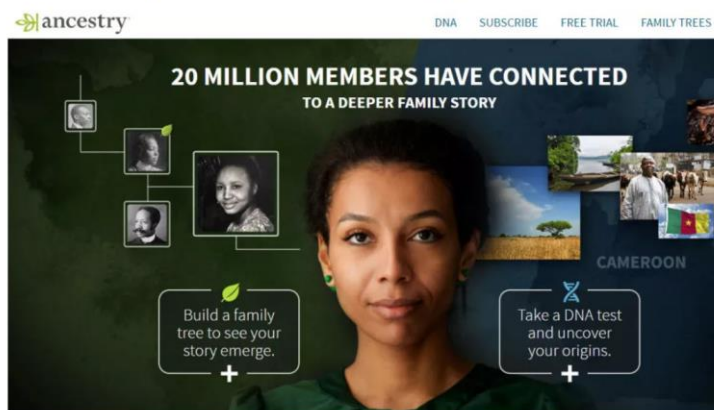 ancestry
DNA SUBSCRIBE FREE TRIAL FAMILY TREES
20 MILLION MEMBERS HAVE CONNECTED
TO A DEEPER FAMILY STORY
CAMEROON
Build a family
tree to see your
story emerge.
+
Take a DNA test
and uncover
your origins.
+